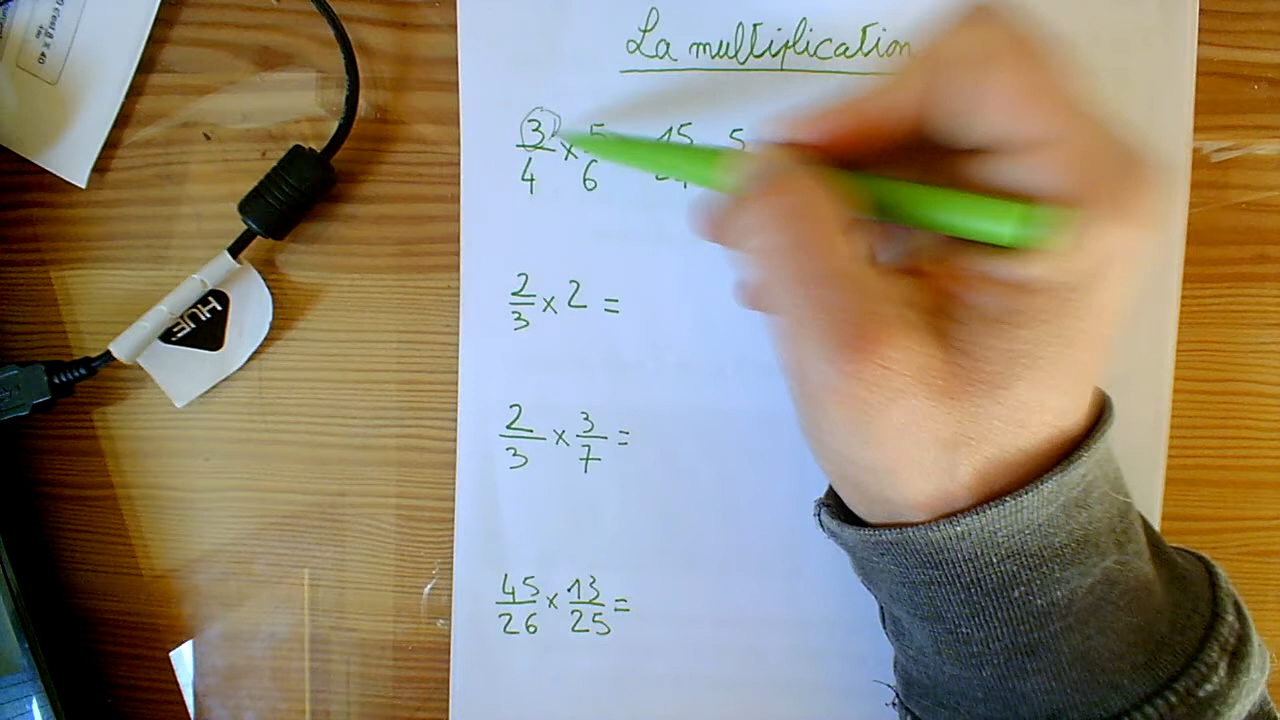 La multiplication
3/4 × 5/6 15 5
2/3 × 2 =
2/3 × 3/7 =
45/26 × 13/25 =
HUE